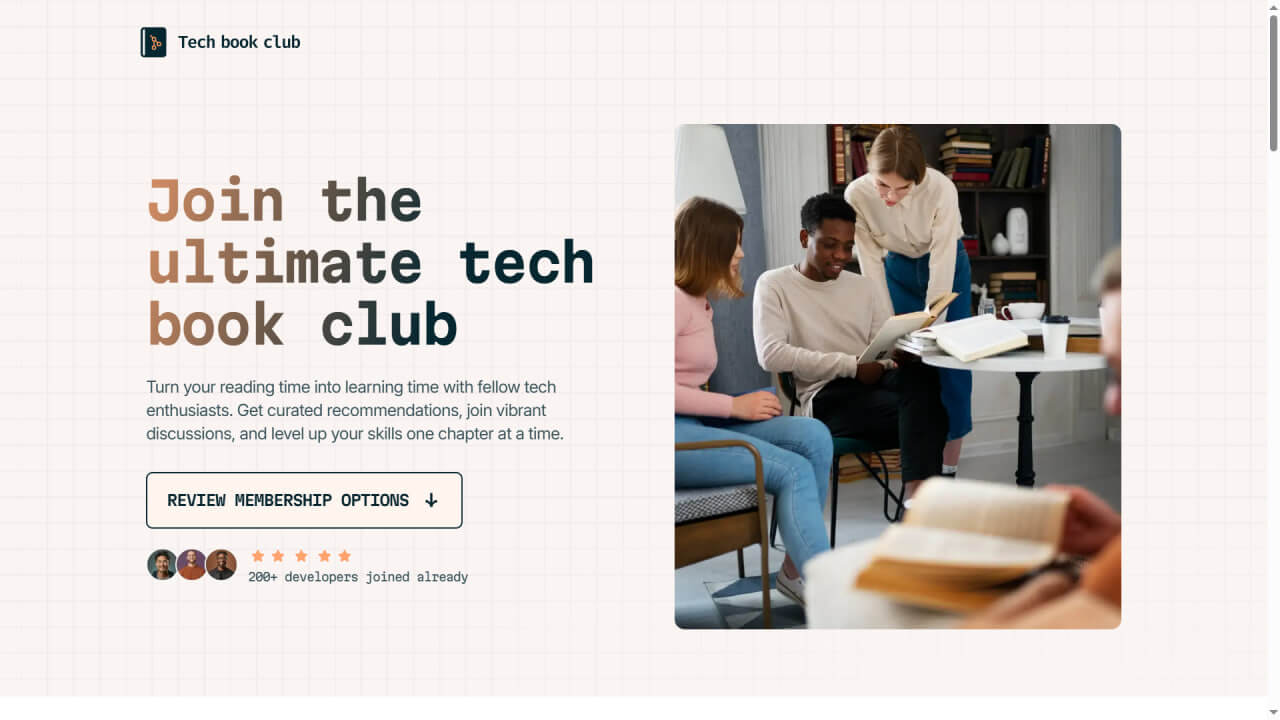 Tech book club
Join the
ultimate tech
book club
Turn your reading time into learning time with fellow tech
enthusiasts. Get curated recommendations, join vibrant
discussions, and level up your skills one chapter at a time.
REVIEW MEMBERSHIP OPTIONS ↓
200+ developers joined already